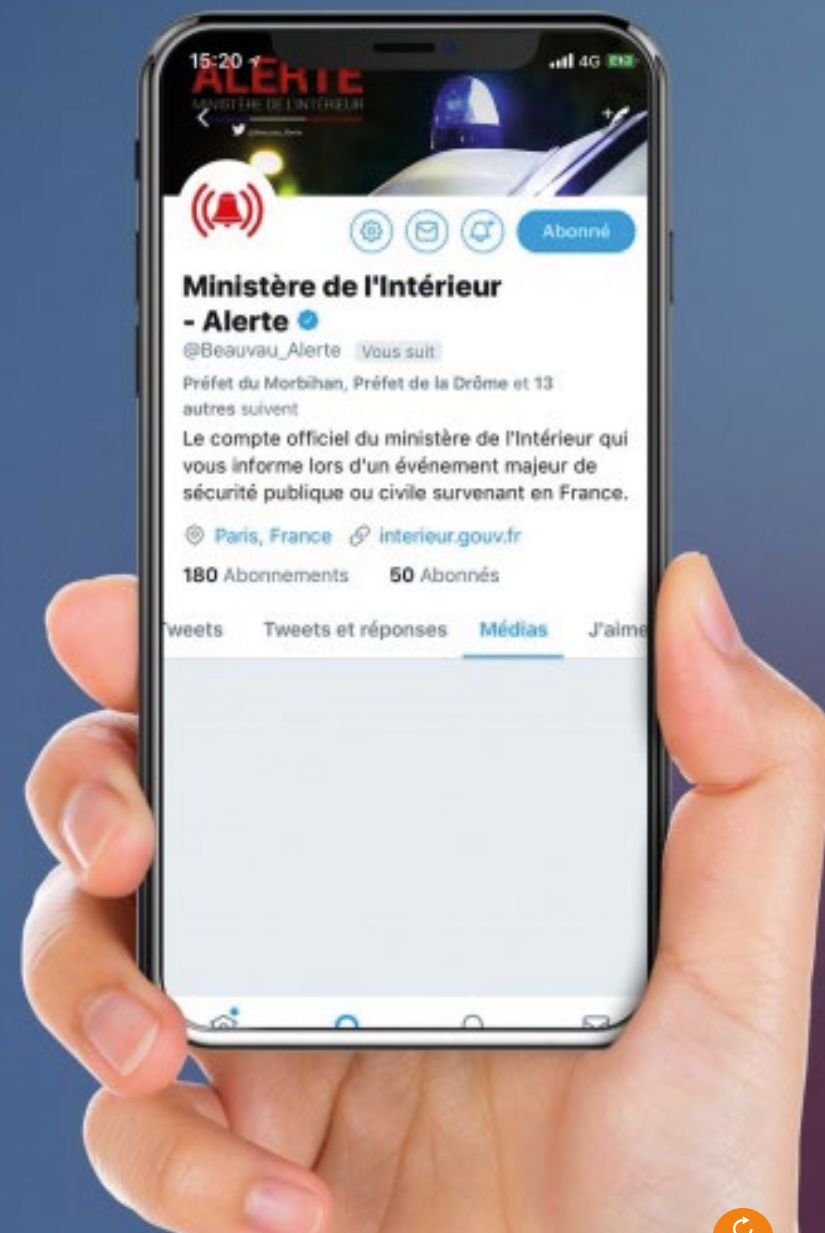 15:20
4G
ALERTE
MINISTÈRE DE L'INTÉRIEUR
@Beauvau_Alerte
Abonné
Ministère de l'Intérieur
- Alerte
@Beauvau_Alerte Vous suit
Préfet du Morbihan, Préfet de la Drôme et 13
autres suivent
Le compte officiel du ministère de l'Intérieur qui
vous informe lors d'un événement majeur de
sécurité publique ou civile survenant en France.
Paris, France interieur.gouv.fr
180 Abonnements 50 Abonnés
Tweets Tweets et réponses Médias J'aime